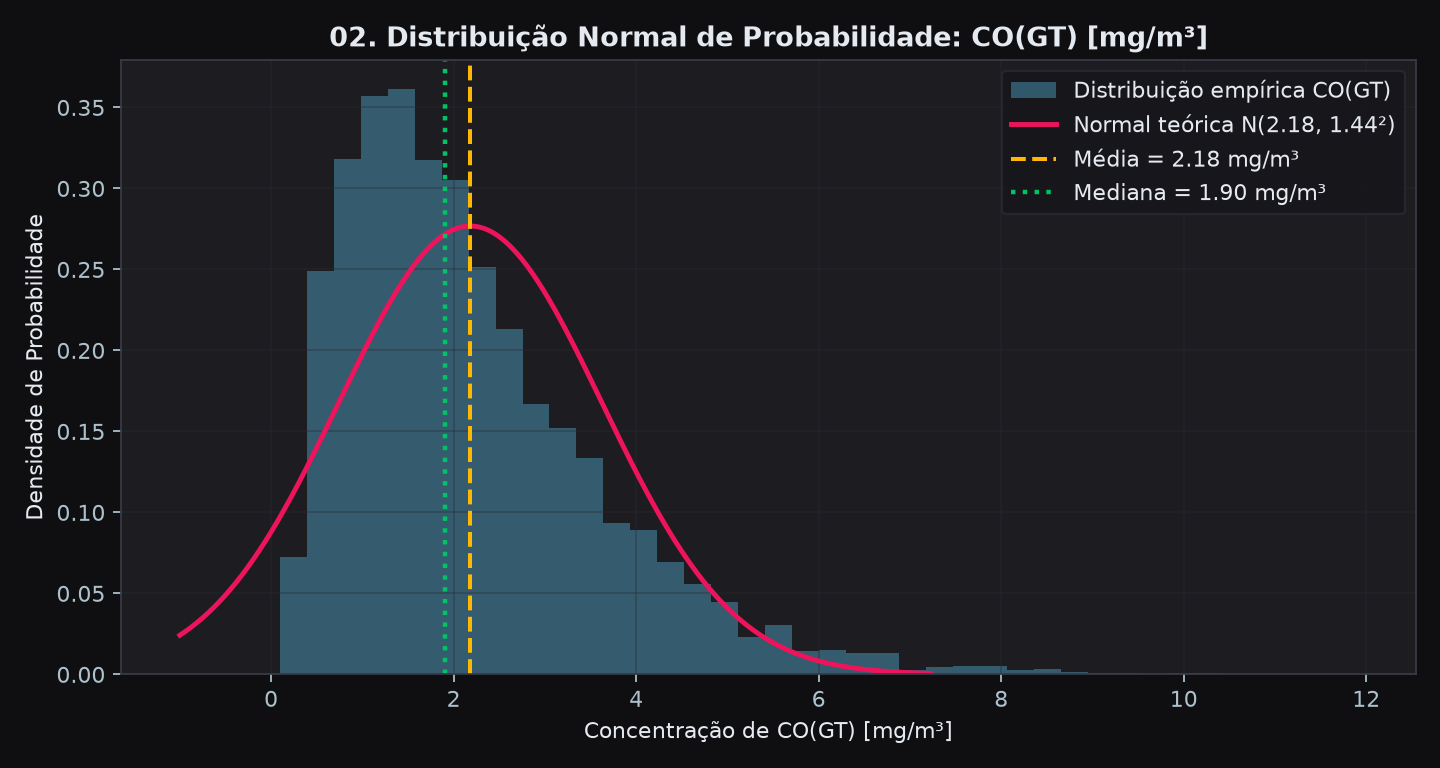 02. Distribuição Normal de Probabilidade: CO(GT) [mg/m³]
Distribuição empírica CO(GT)
Normal teórica N(2.18, 1.44²)
Média = 2.18 mg/m³
Mediana = 1.90 mg/m³
Densidade de Probabilidade
0.35
0.30
0.25
0.20
0.15
0.10
0.05
0.00
0 2 4 6 8 10 12
Concentração de CO(GT) [mg/m³]